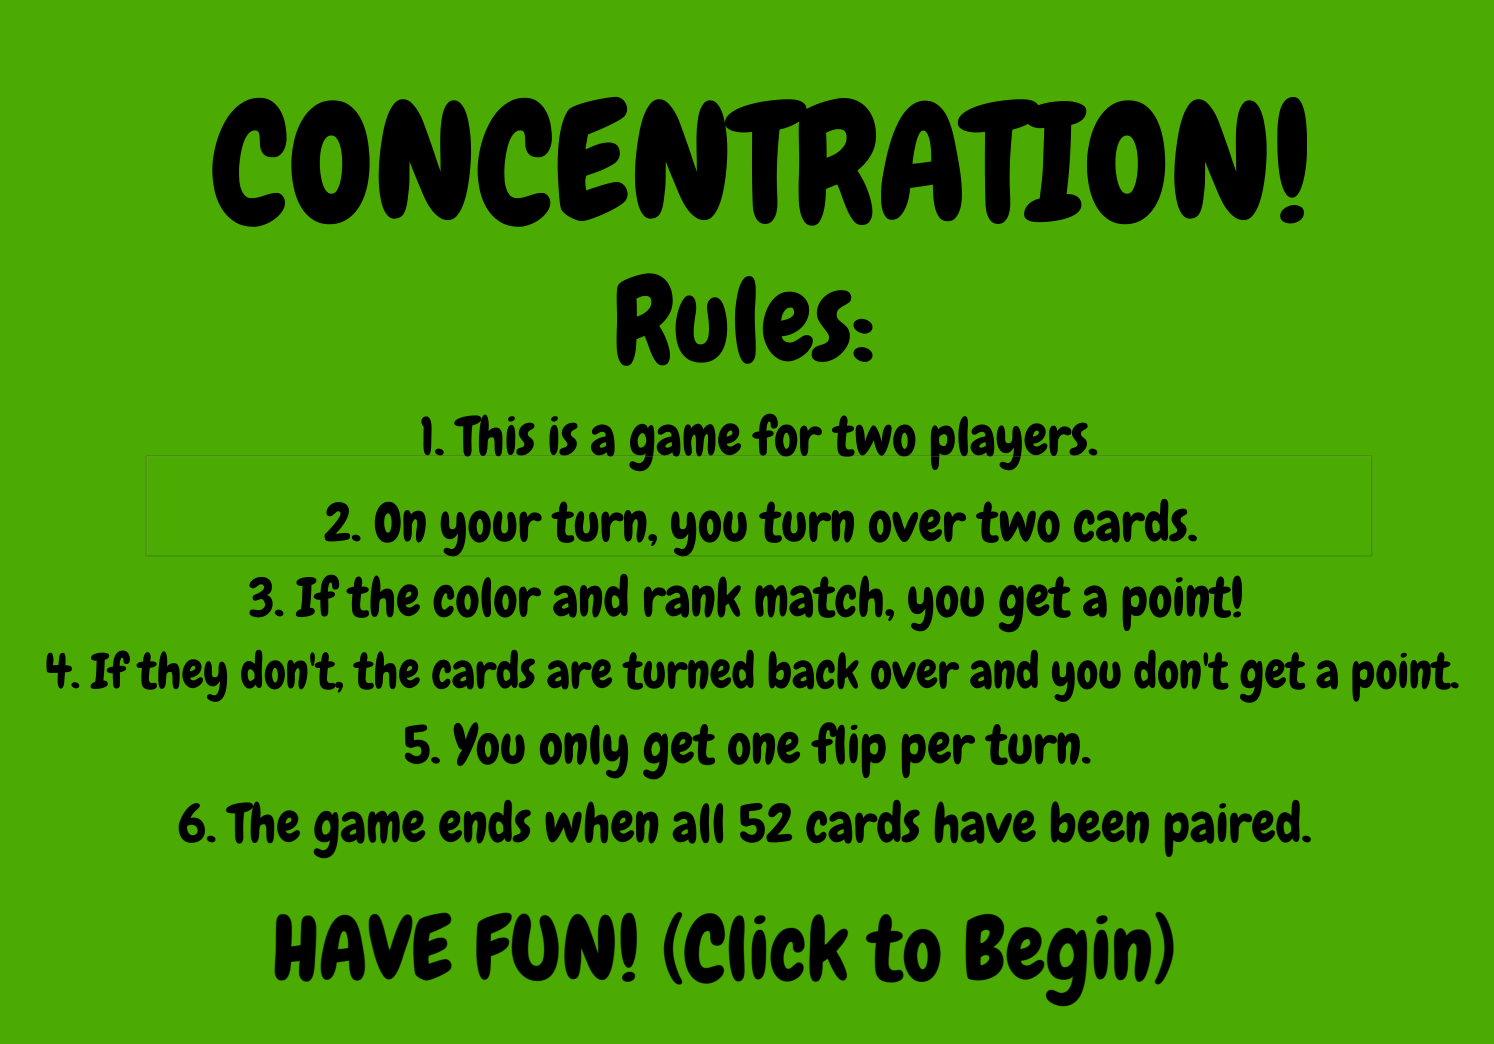 CONCENTRATION!
Rules:
1. This is a game for two players.
2. On your turn, you turn over two cards.
3. If the color and rank match, you get a point!
4. If they don't, the cards are turned back over and you don't get a point.
5. You only get one flip per turn.
6. The game ends when all 52 cards have been paired.
HAVE FUN! (Click to Begin)